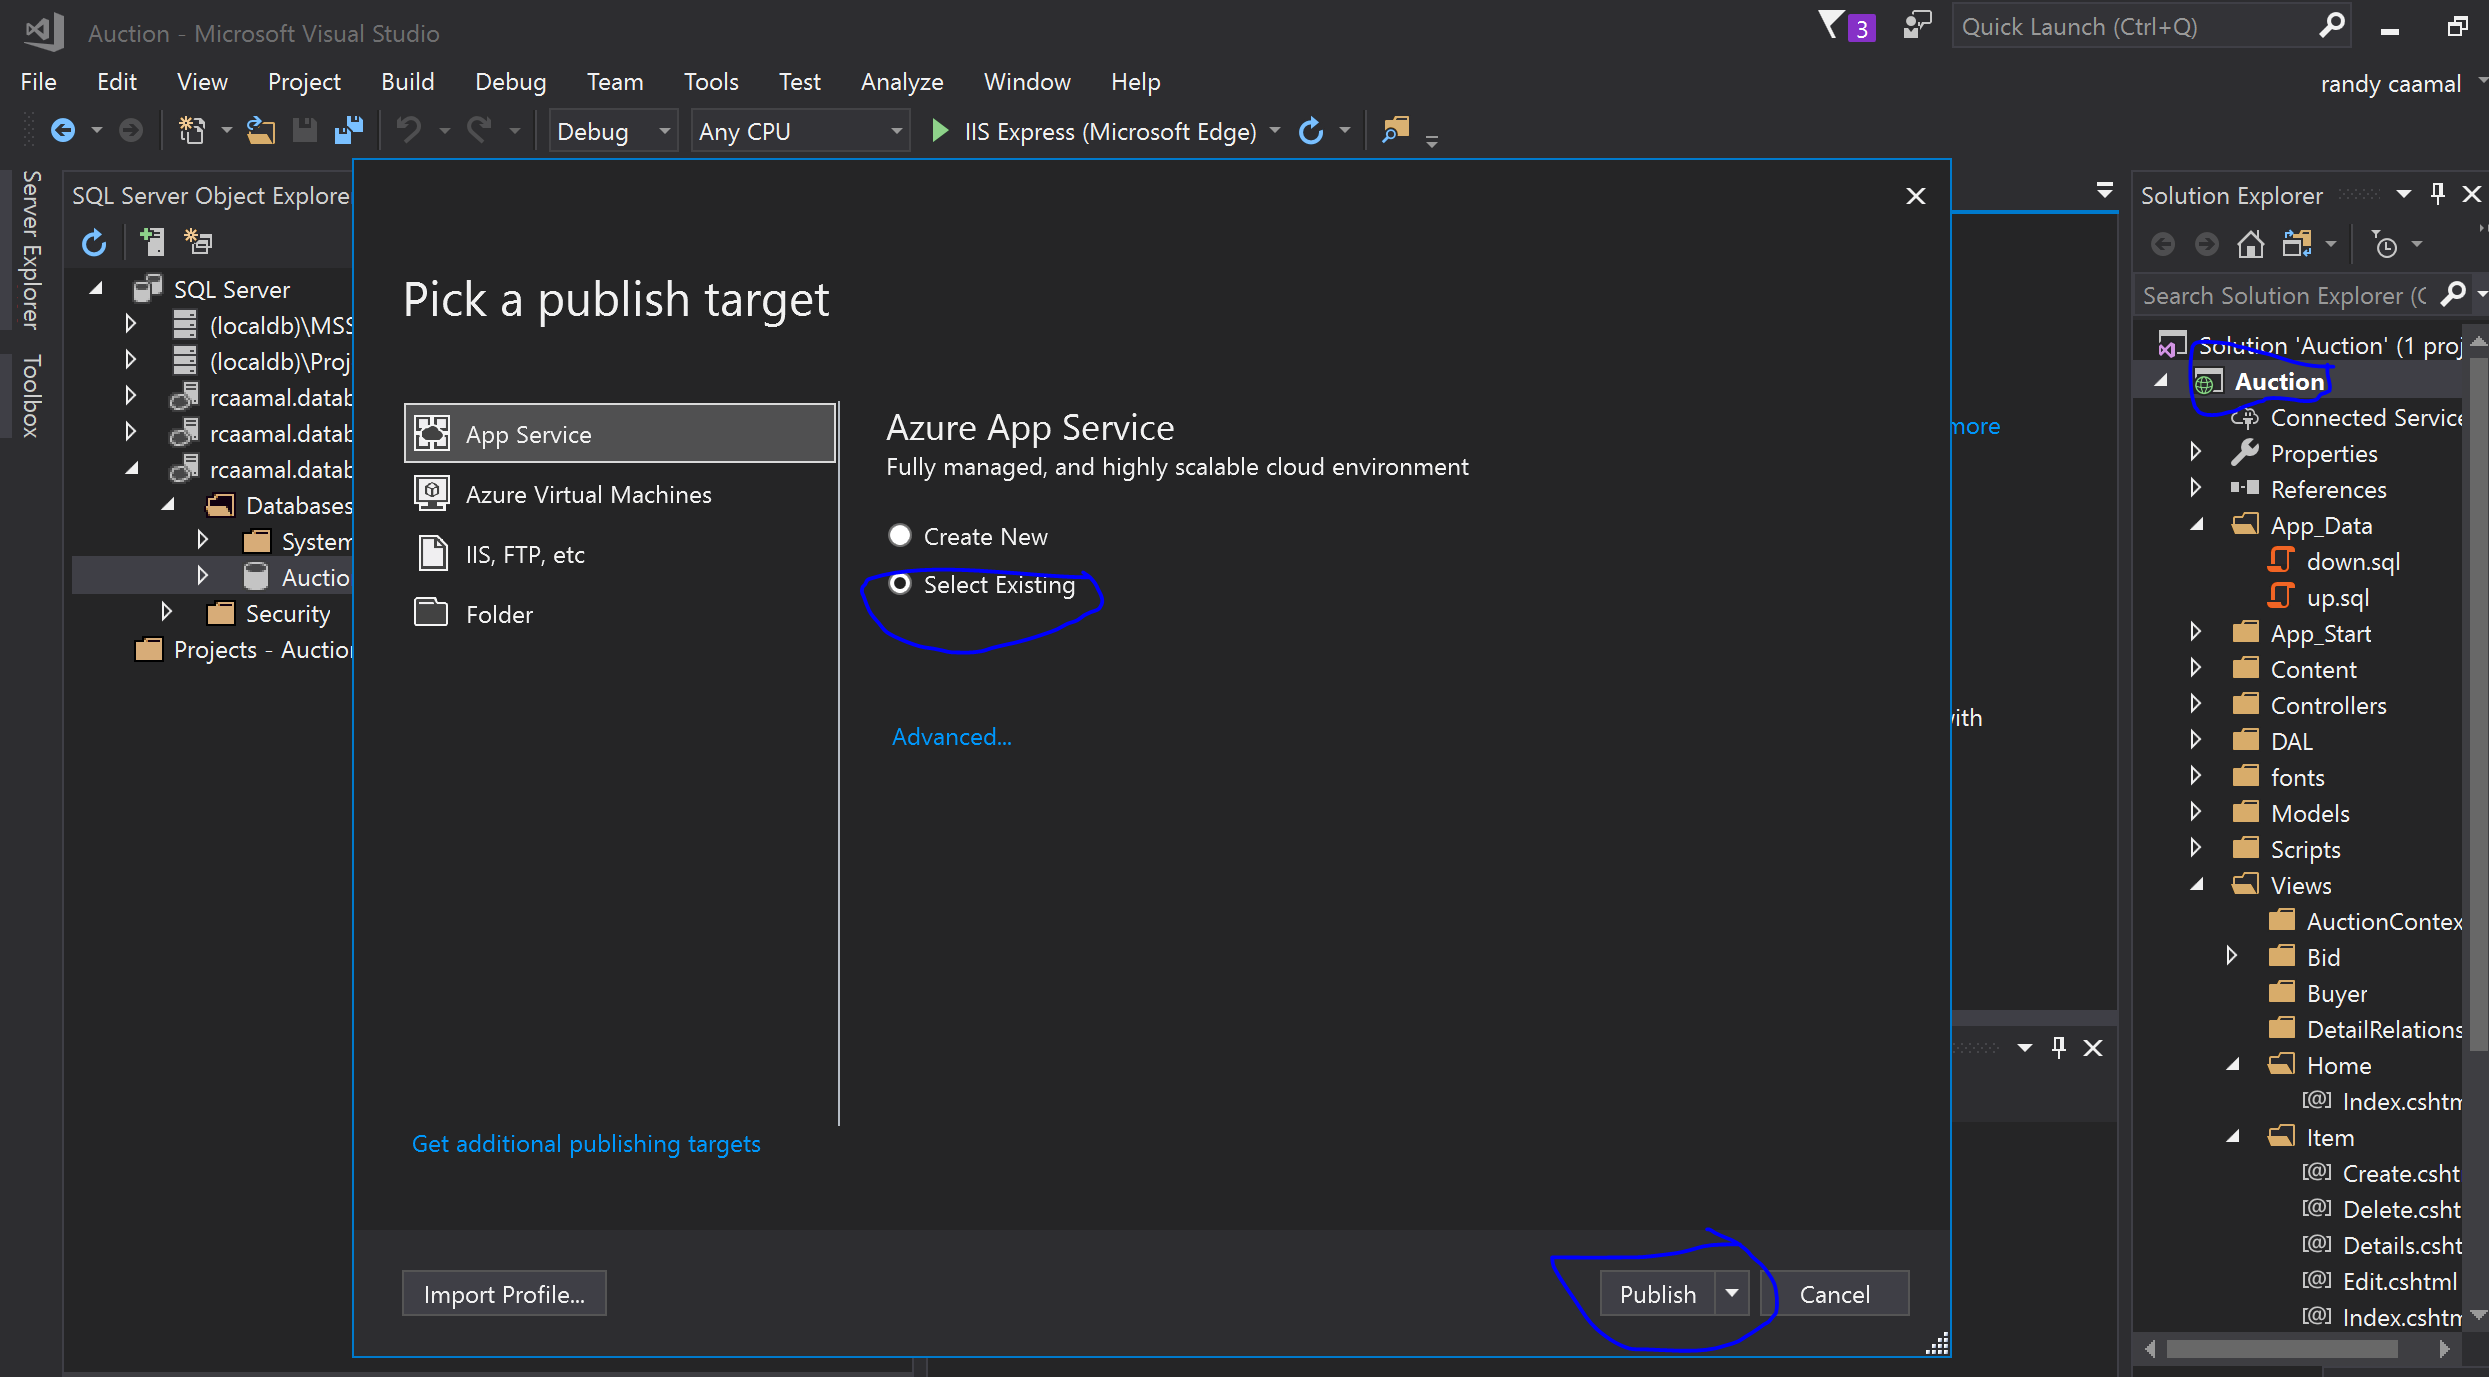 Auction - Microsoft Visual Studio
3
Quick Launch (Ctrl+Q)
File Edit View Project Build Debug Team Tools Test Analyze Window Help
randy caamal
Debug
Any CPU
IIS Express (Microsoft Edge)
Server Explorer
Toolbox
SQL Server Object Explorer
SQL Server
(localdb)\MSS
(localdb)\Proj
rcaamal.datab
rcaamal.datab
rcaamal.datab
Databases
System
Auctio
Security
Projects - Auction
Pick a publish target
App Service
Azure Virtual Machines
IIS, FTP, etc
Folder
Get additional publishing targets
Azure App Service
Fully managed, and highly scalable cloud environment
Create New
Select Existing
Advanced...
Import Profile...
Publish
Cancel
more
ith
Solution Explorer
Search Solution Explorer (C
Solution 'Auction' (1 proj
Auction
Connected Service
Properties
References
App_Data
down.sql
up.sql
App_Start
Content
Controllers
DAL
fonts
Models
Scripts
Views
AuctionContex
Bid
Buyer
DetailRelations
Home
Index.cshtm
Item
Create.csht
Delete.csht
Details.csht
Edit.cshtml
Index.cshtm